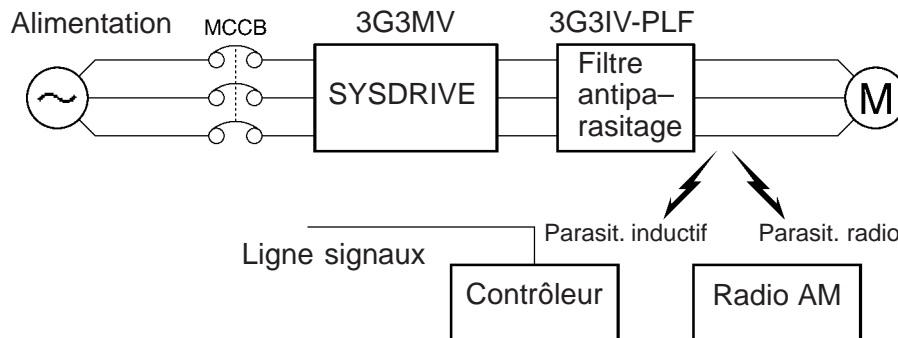 Alimentation
MCCB
3G3MV
3G3IV-PLF
SYSDRIVE
Filtre
antipa–
rasitage
M
Parasit. inductif
Parasit. radio
Ligne signaux
Contrôleur
Radio AM